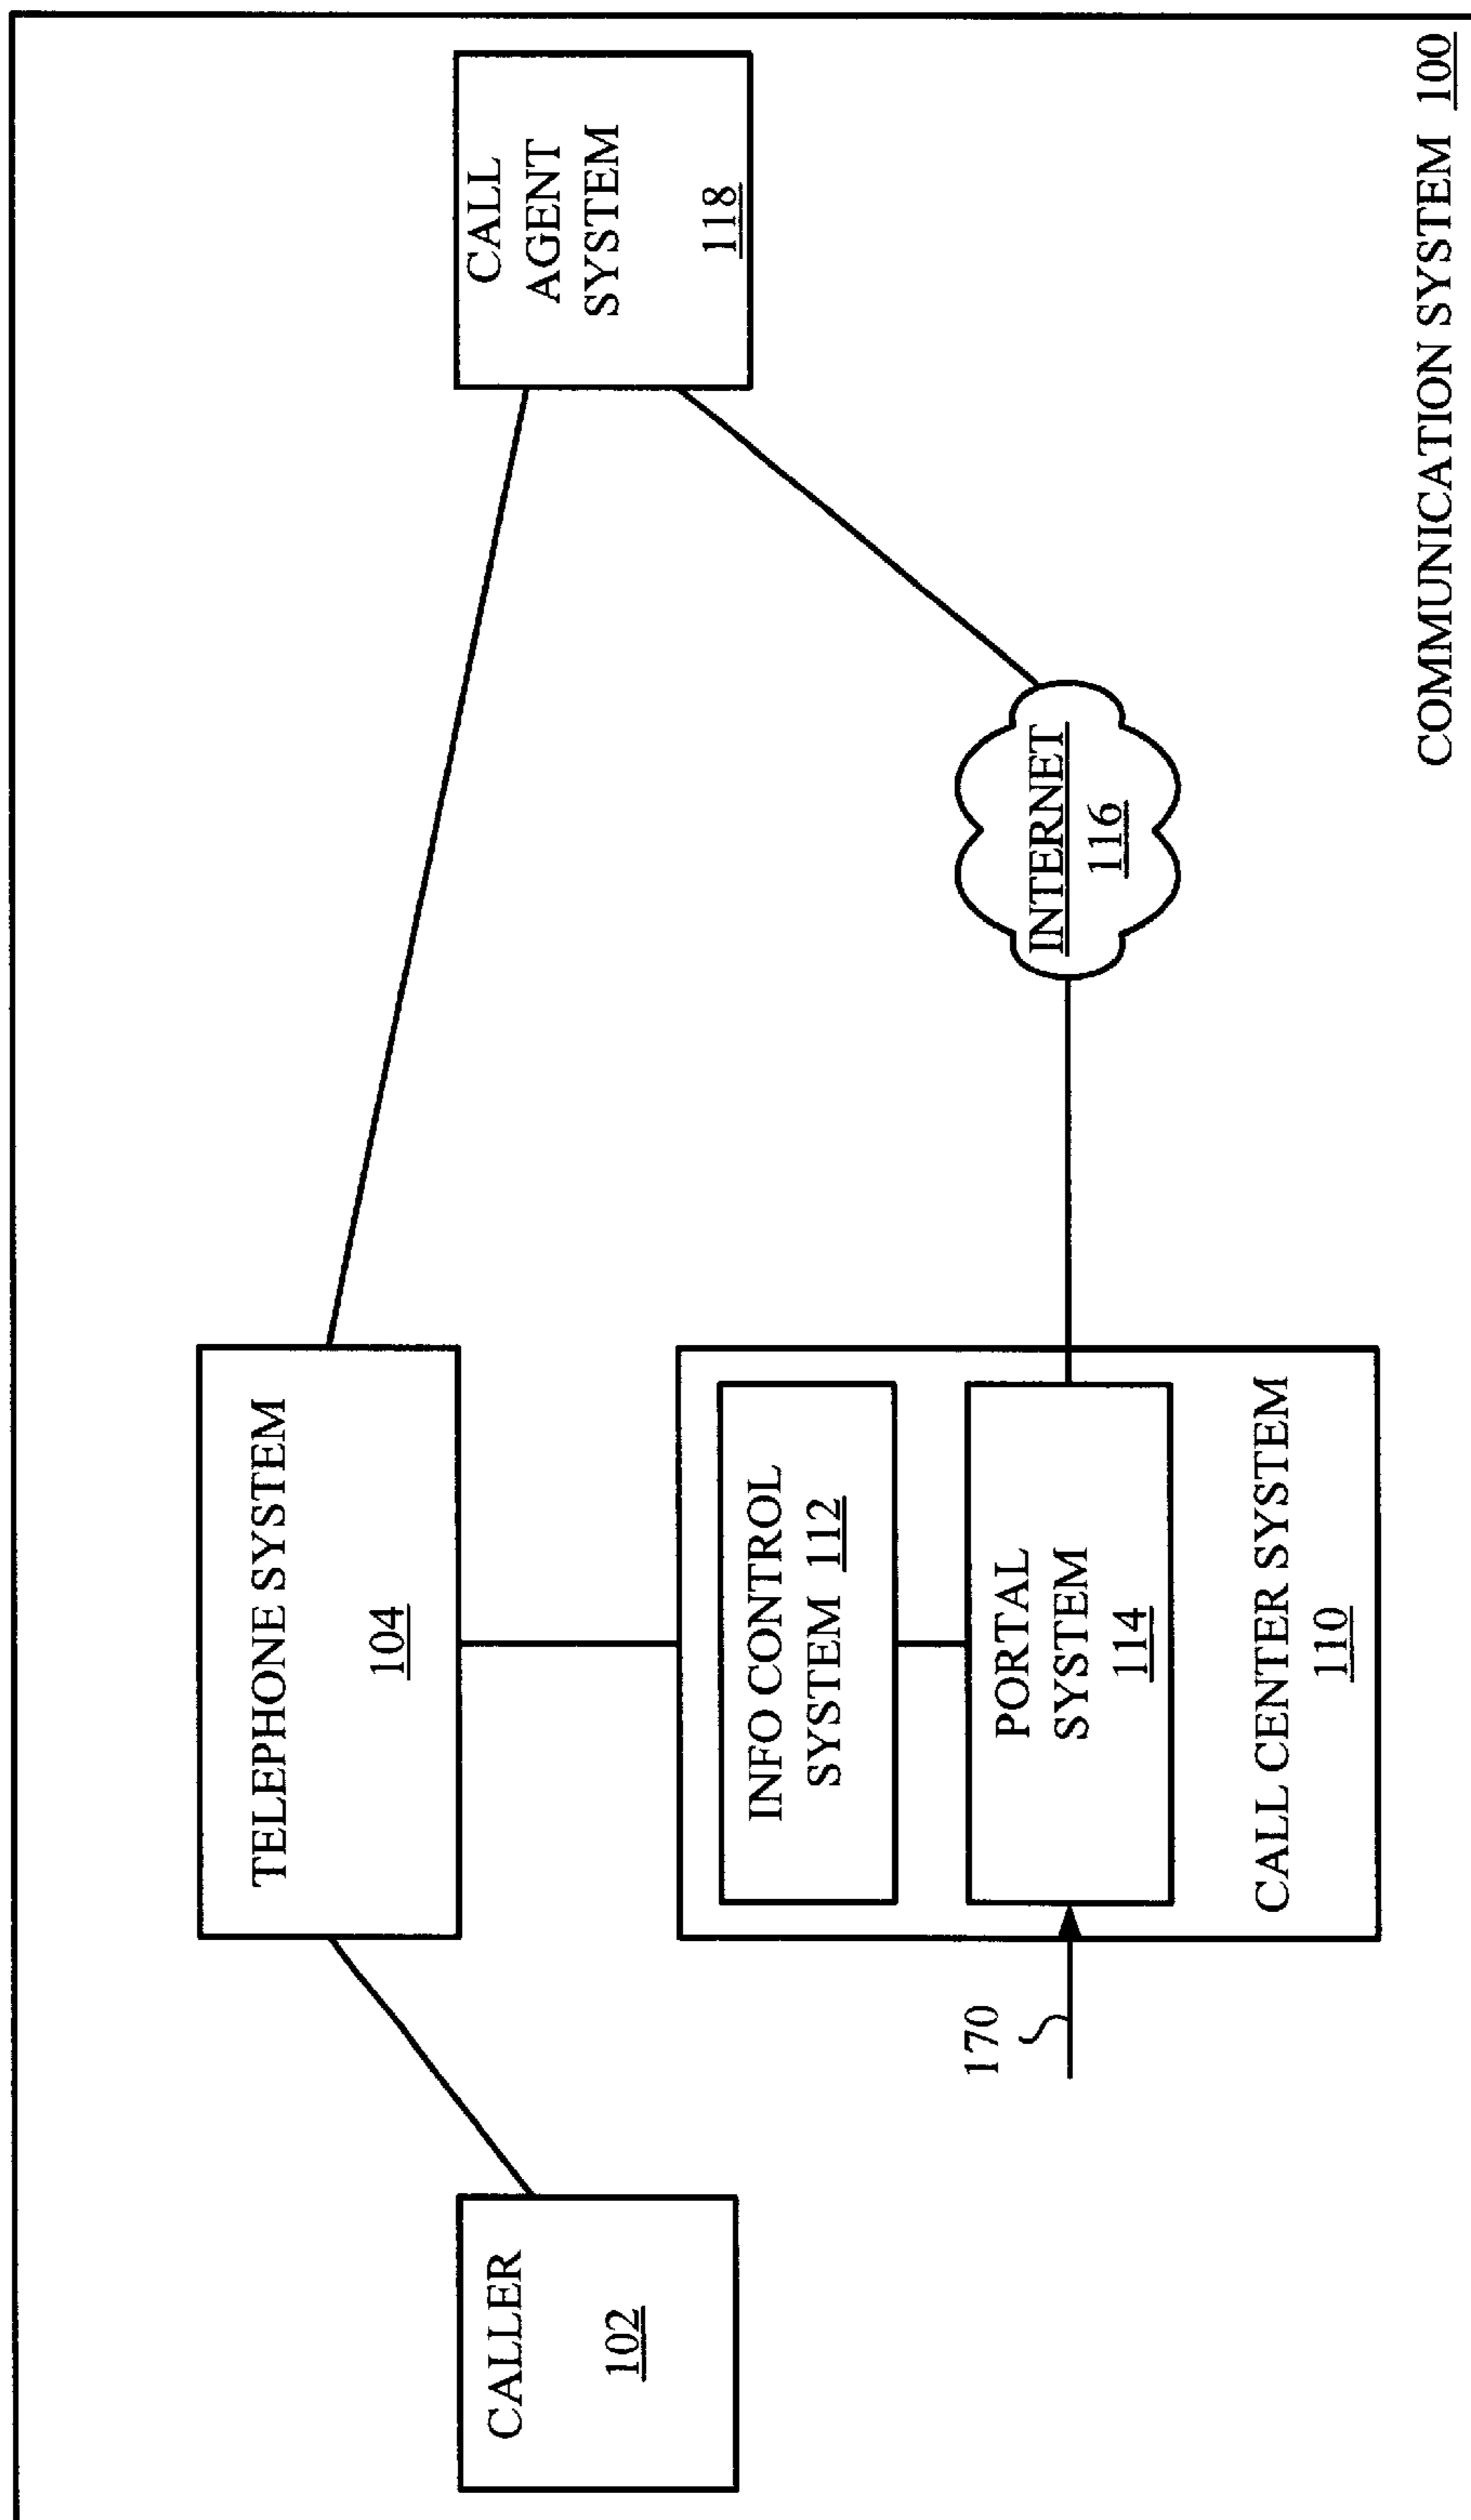 TELEPHONE SYSTEM
104
CALLER
102
CALL
AGENT
SYSTEM
118
INFO CONTROL
SYSTEM 112
PORTAL
SYSTEM
114
CALL CENTER SYSTEM
110
170
INTERNET
116
COMMUNICATION SYSTEM 100